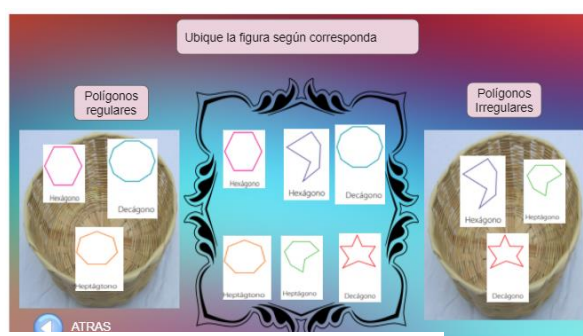 Ubique la figura según corresponda
Polígonos
regulares
Polígonos
Irregulares
Hexágono
Decágono
Heptágtono
Hexágono
Hexágono
Decágono
Heptágtono
Heptágono
Decágono
Hexágono
Heptágono
Decágono
ATRAS